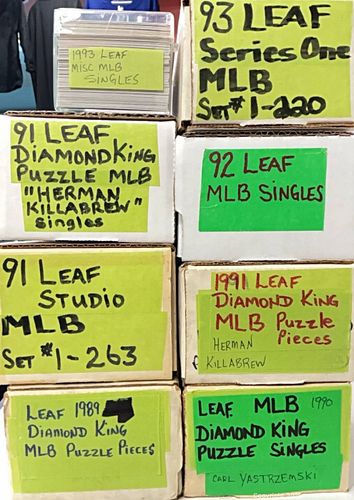 1993 LEAF
MISC MLB
SINGLES
93 LEAF
Series One
MLB
SET # 1-220
91 LEAF
DIAMOND KING
PUZZLE MLB
"HERMAN
KILLABREW"
singles
92 LEAF
MLB SINGLES
91 LEAF
STUDIO
MLB
SET # 1-263
1991 LEAF
DIAMOND KING
MLB Puzzle
Pieces
HERMAN
KILLABREW
LEAF 1989
DIAMOND KING
MLB PUZZLE PIECES
LEAF MLB 1990
DIAMOND KING
PUZZLE SINGLES
CARL YASTRZEMSKI